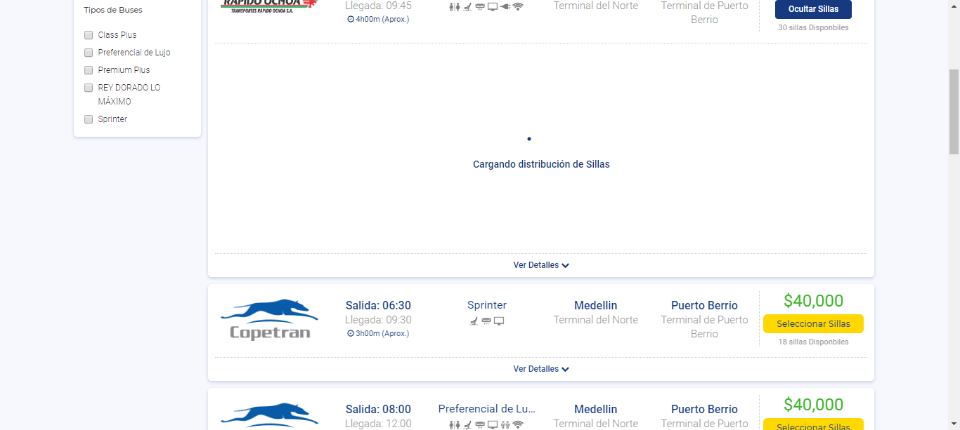 Tipos de Buses
Class Plus
Preferencial de Lujo
Premium Plus
REY DORADO LO
MÁXIMO
Sprinter
RÁPIDO OCHOA
TRANSPORTES RÁPIDO OCHOA S.A.
Llegada: 09:45
4h00m (Aprox.)
Terminal del Norte
Terminal de Puerto
Berrio
Ocultar Sillas
30 sillas Disponibles
Cargando distribución de Sillas
Ver Detalles
Copetran
Salida: 06:30
Llegada: 09:30
3h00m (Aprox.)
Sprinter
Medellin
Terminal del Norte
Puerto Berrio
Terminal de Puerto
Berrio
$40,000
Seleccionar Sillas
18 sillas Disponibles
Ver Detalles
Salida: 08:00
Llegada: 12:00
Preferencial de Lu...
Medellin
Terminal del Norte
Puerto Berrio
Terminal de Puerto
$40,000
Seleccionar Sillas